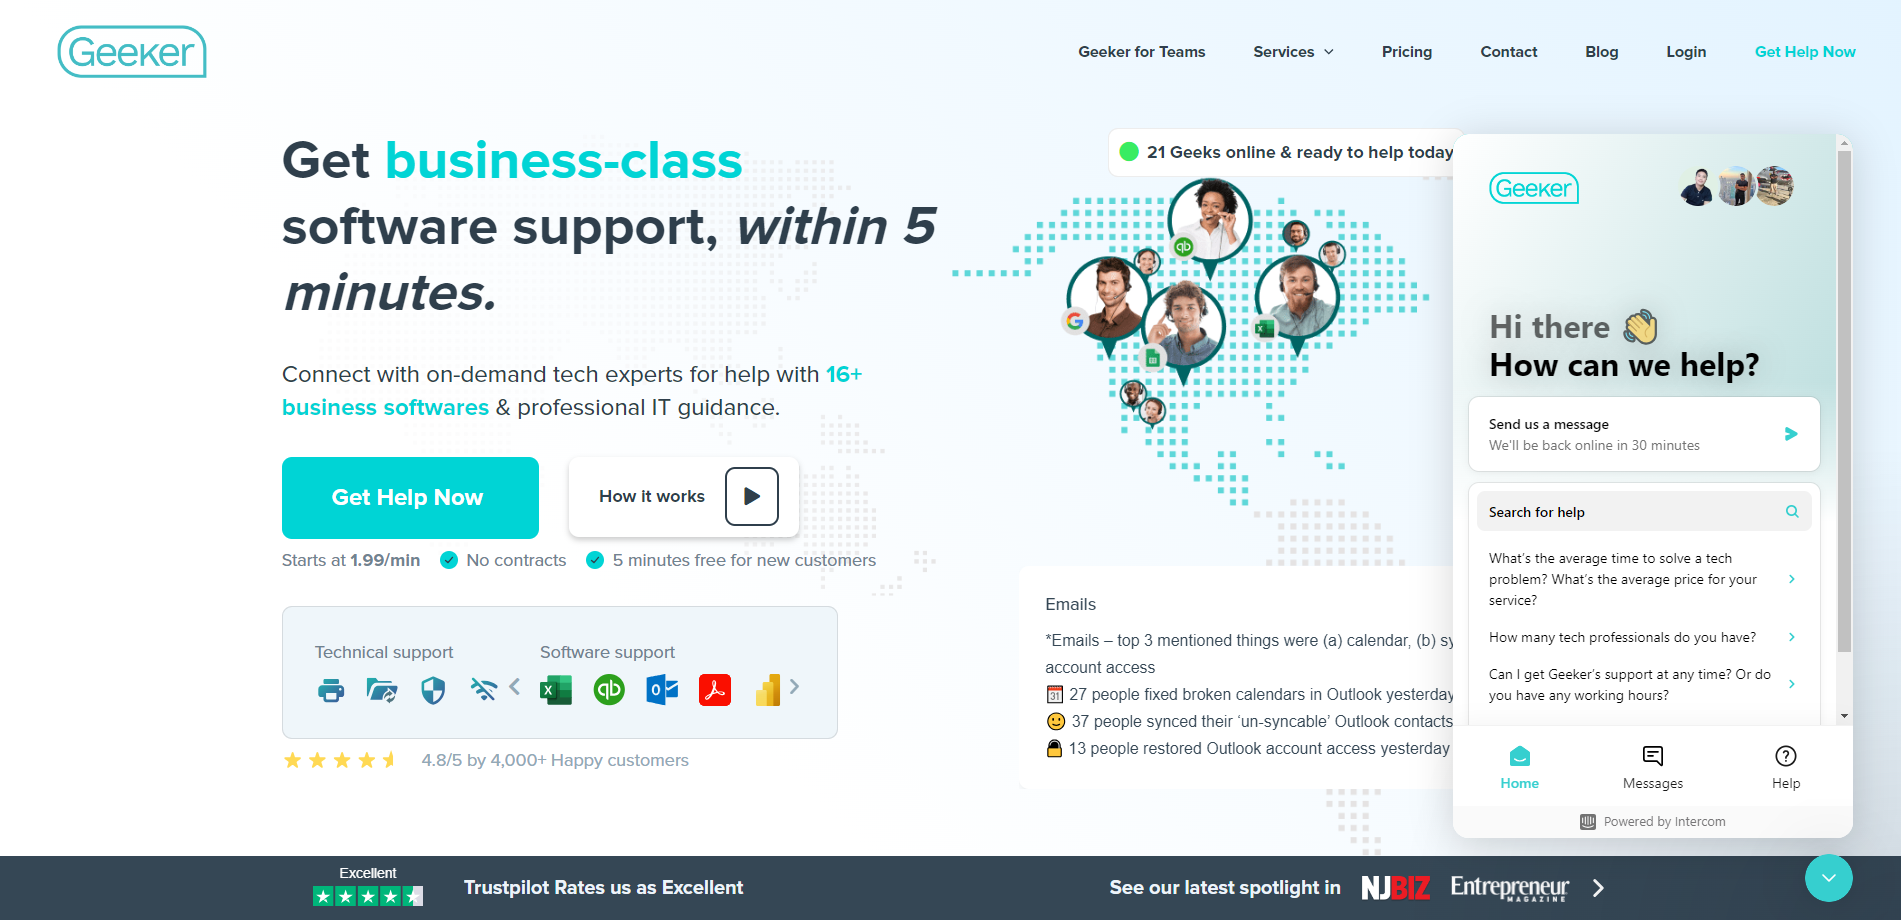 Geeker
Geeker for Teams
Services
Pricing
Contact
Blog
Login
Get Help Now
Get business-class
software support, within 5
minutes.
Connect with on-demand tech experts for help with 16+
business softwares & professional IT guidance.
Get Help Now
How it works
Starts at 1.99/min
No contracts
5 minutes free for new customers
Technical support
Software support
4.8/5 by 4,000+ Happy customers
21 Geeks online & ready to help today
Emails
*Emails – top 3 mentioned things were (a) calendar, (b) sy
account access
27 people fixed broken calendars in Outlook yesterday
37 people synced their ‘un-syncable’ Outlook contacts
13 people restored Outlook account access yesterday
Geeker
Hi there 👋
How can we help?
Send us a message
We'll be back online in 30 minutes
Search for help
What's the average time to solve a tech
problem? What's the average price for your
service?
How many tech professionals do you have?
Can I get Geeker's support at any time? Or do
you have any working hours?
Home
Messages
Help
Powered by Intercom
Excellent
Trustpilot Rates us as Excellent
See our latest spotlight in
NJBIZ
Entrepreneur
MAGAZINE